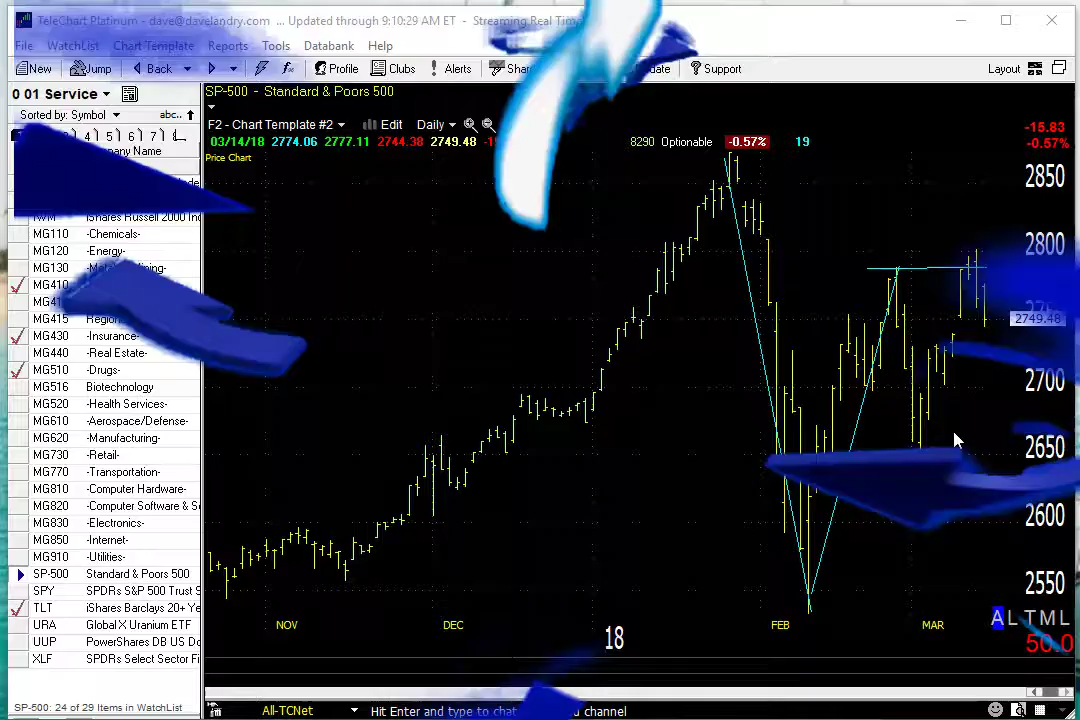 TeleChart Platinum - dave@davelandry.com ... Updated through 9:10:29 AM ET - Streaming Real Time
File WatchList Chart Template Reports Tools Databank Help
New Jump Back Profile Clubs Alerts Support Layout
0 01 Service
SP-500 - Standard & Poors 500
Sorted by: Symbol abc..
F2 - Chart Template #2 Edit Daily
-15.83
-0.57%
4 5 6 7
03/14/18 2774.06 2777.11 2744.38 2749.48 8290 Optionable -0.57% 19
Name
Price Chart
2850
IWM iShares Russell 2000 Ind
MG110 -Chemicals-
2800
MG120 -Energy-
MG130
MG410
2749.48
MG415
MG430 -Insurance-
MG440 -Real Estate-
MG510 -Drugs-
2700
MG516 Biotechnology
MG520 -Health Services-
MG610 -Aerospace/Defense-
MG620 -Manufacturing-
2650
MG730 -Retail-
MG770 -Transportation-
MG810 -Computer Hardware-
MG820 -Computer Software & S
2600
MG830 -Electronics-
MG850 -Internet-
MG910 -Utilities-
SP-500 Standard & Poors 500
2550
SPY SPDRs S&P 500 Trust S
TLT iShares Barclays 20+ Ye
URA Global X Uranium ETF
NOV DEC 18 FEB MAR
A L T M L
UUP PowerShares DB US Do
50.0
XLF SPDRs Select Sector Fi
SP-500: 24 of 29 Items in WatchList
All-TCNet Hit Enter and type to chat channel